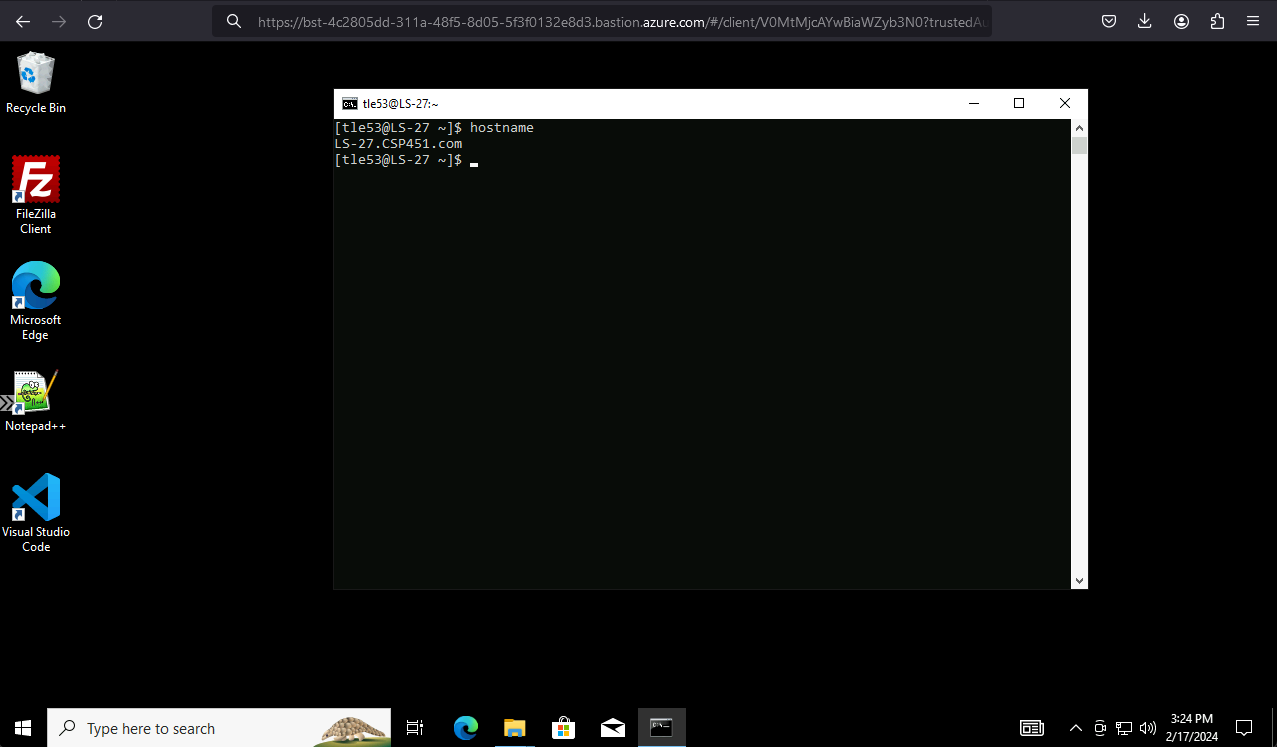 https://bst-4c2805dd-311a-48f5-8d05-5f3f0132e8d3.bastion.azure.com/#/client/V0MtMjcAYwBiaWZyb3N0?trustedAu
Recycle Bin
FileZilla
Client
Microsoft
Edge
Notepad++
Visual Studio
Code
tle53@LS-27:~
[tle53@LS-27 ~]$ hostname
LS-27.CSP451.com
[tle53@LS-27 ~]$
Type here to search
3:24 PM
2/17/2024